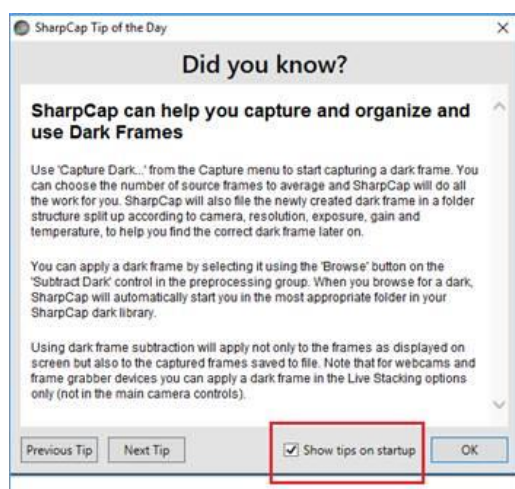 SharpCap Tip of the Day
Did you know?
SharpCap can help you capture and organize and
use Dark Frames
Use 'Capture Dark...' from the Capture menu to start capturing a dark frame. You
can choose the number of source frames to average and SharpCap will do all
the work for you. SharpCap will also file the newly created dark frame in a folder
structure split up according to camera, resolution, exposure, gain and
temperature, to help you find the correct dark frame later on.
You can apply a dark frame by selecting it using the 'Browse' button on the
'Subtract Dark' control in the preprocessing group. When you browse for a dark,
SharpCap will automatically start you in the most appropriate folder in your
SharpCap dark library.
Using dark frame subtraction will apply not only to the frames as displayed on
screen but also to the captured frames saved to file. Note that for webcams and
frame grabber devices you can apply a dark frame in the Live Stacking options
only (not in the main camera controls).
Previous Tip Next Tip Show tips on startup OK